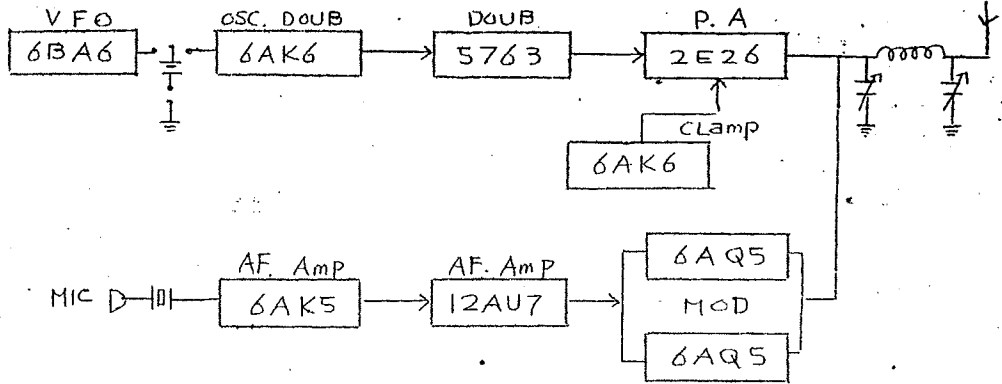 VFO OSC. DOUB DOUB P.A
6BA6 6AK6 5763 2E26
CLamp
6AK6
AF. Amp AF. Amp 6AQ5
MIC 6AK5 12AU7 MOD
6AQ5